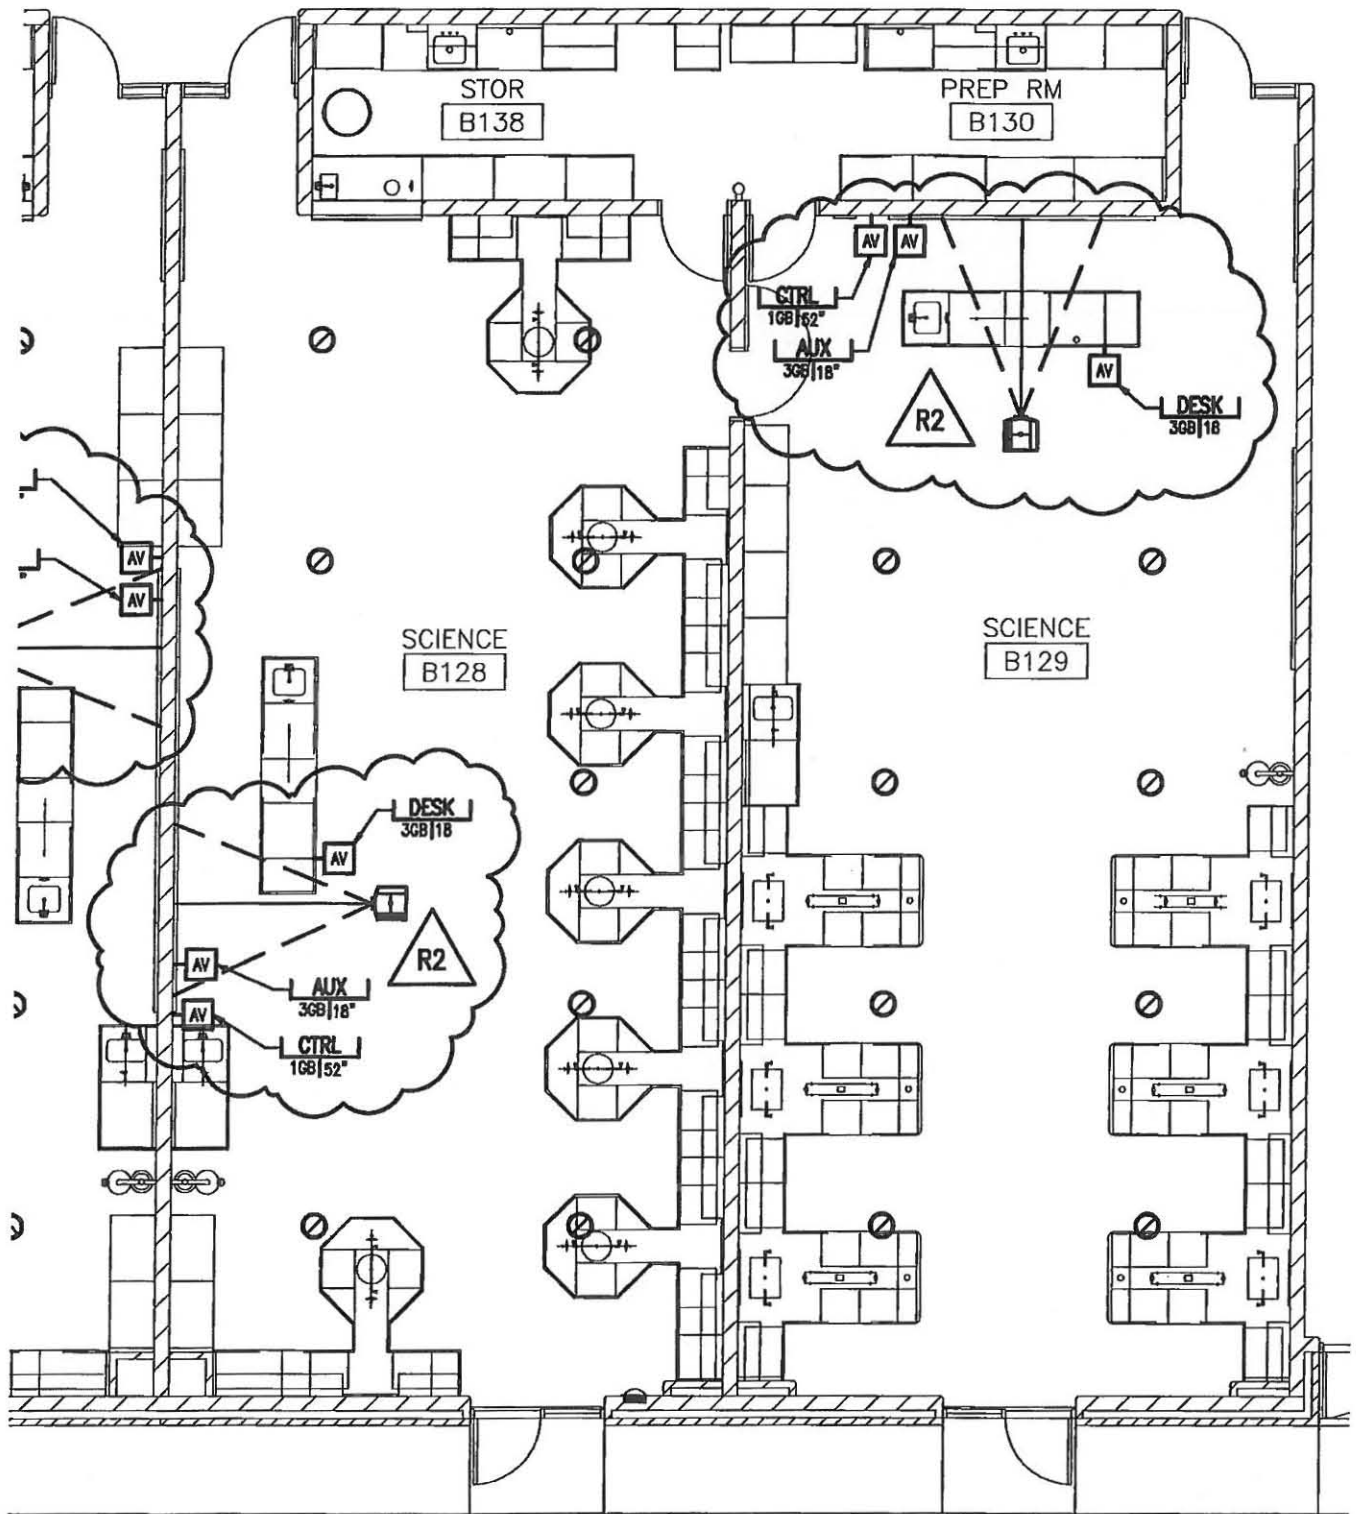 STOR
B138
PREP RM
B130
AV
AV
CTRL
1GB|52"
AUX
3GB|18"
AV
R2
DESK
3GB|18
AV
AV
SCIENCE
B128
SCIENCE
B129
DESK
3GB|18
AV
R2
AV
AUX
3GB|18"
AV
CTRL
1GB|52"